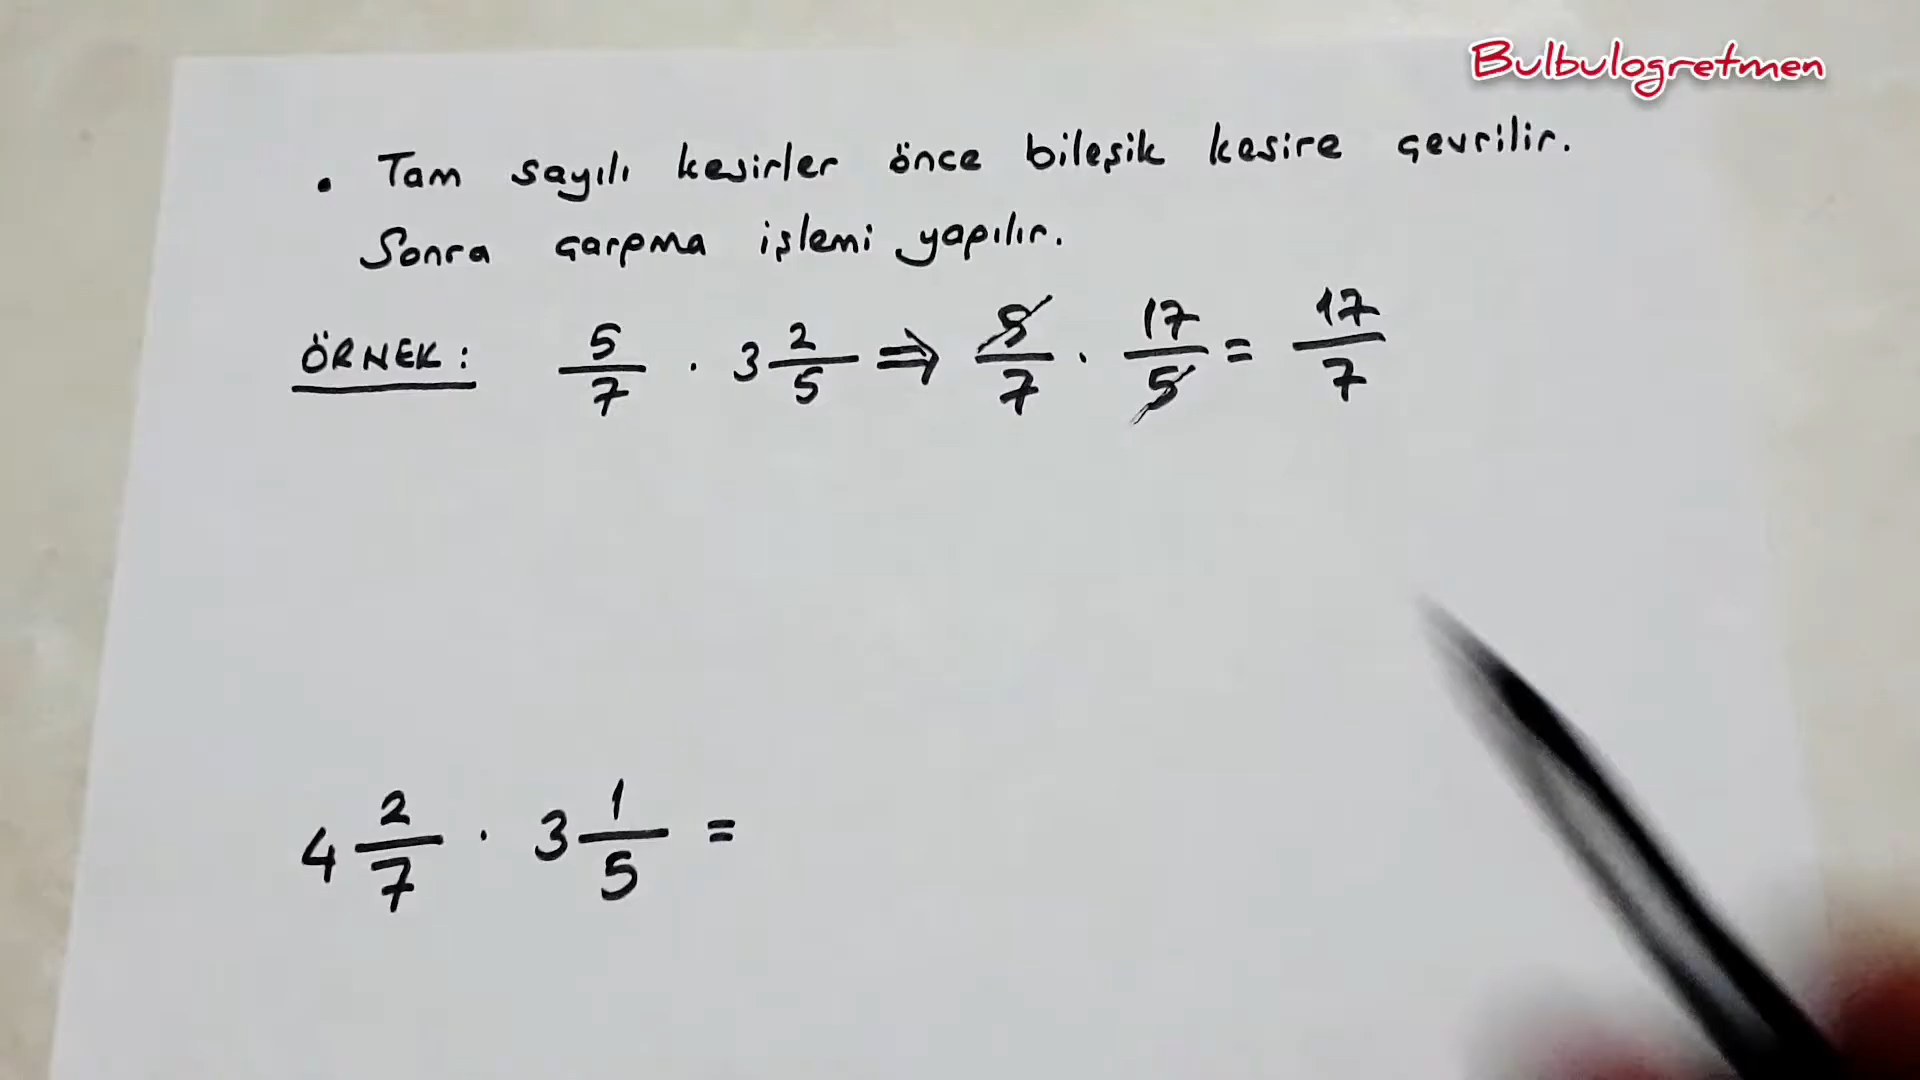 Bulbulogretmen
• Tam sayılı kesirler önce bileşik kesire çevrilir.
Sonra çarpma işlemi yapılır.
ÖRNEK: 5/7 · 3 2/5 ⇒ 5/7 · 17/5 = 17/7
4 2/7 · 3 1/5 =